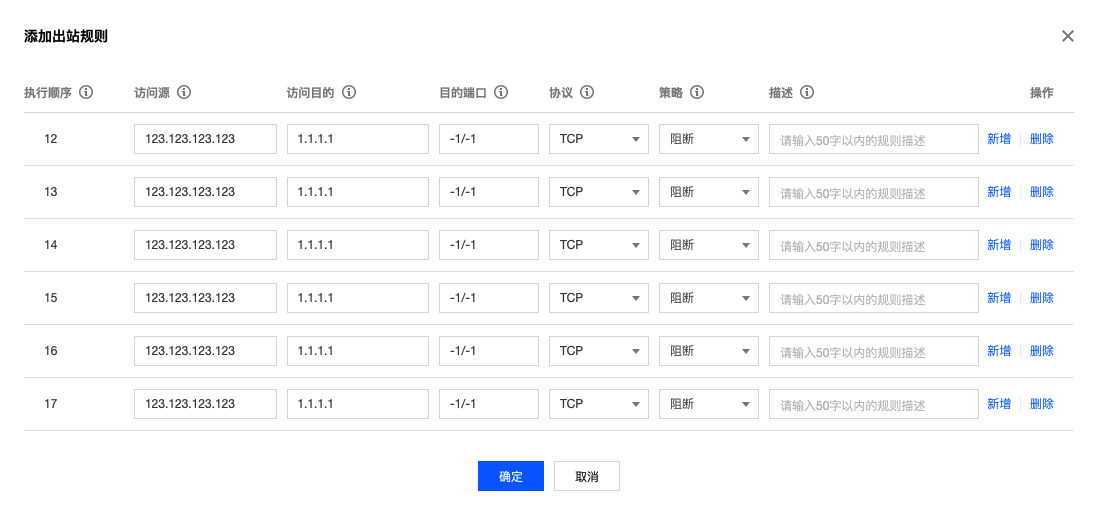 添加出站规则
执行顺序 访问源 访问目的 目的端口 协议 策略 描述 操作
12 123.123.123.123 1.1.1.1 -1/-1 TCP 阻断 请输入50字以内的规则描述 新增 删除
13 123.123.123.123 1.1.1.1 -1/-1 TCP 阻断 请输入50字以内的规则描述 新增 删除
14 123.123.123.123 1.1.1.1 -1/-1 TCP 阻断 请输入50字以内的规则描述 新增 删除
15 123.123.123.123 1.1.1.1 -1/-1 TCP 阻断 请输入50字以内的规则描述 新增 删除
16 123.123.123.123 1.1.1.1 -1/-1 TCP 阻断 请输入50字以内的规则描述 新增 删除
17 123.123.123.123 1.1.1.1 -1/-1 TCP 阻断 请输入50字以内的规则描述 新增 删除
确定 取消